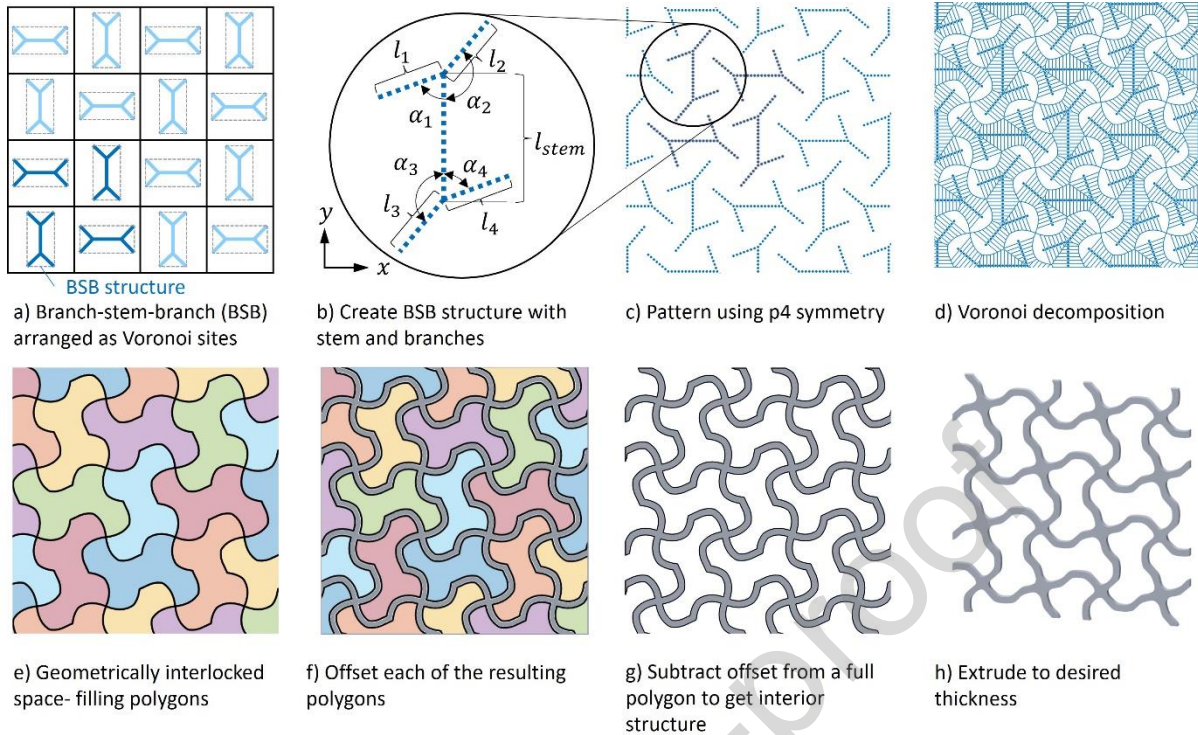 BSB structure
a) Branch-stem-branch (BSB)
arranged as Voronoi sites
l₁
l₂
α₁
α₂
l_stem
α₃
α₄
l₃
l₄
y
x
b) Create BSB structure with
stem and branches
c) Pattern using p4 symmetry
d) Voronoi decomposition
e) Geometrically interlocked
space- filling polygons
f) Offset each of the resulting
polygons
g) Subtract offset from a full
polygon to get interior
structure
h) Extrude to desired
thickness